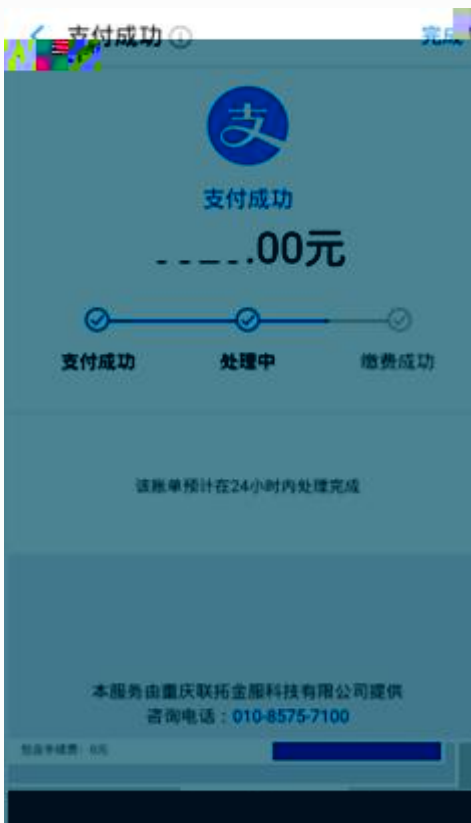 支付成功
完成
支
支付成功
.00元
支付成功 处理中 缴费成功
该账单预计在24小时内处理完成
本服务由重庆联拓金服科技有限公司提供
咨询电话：010-8575-7100